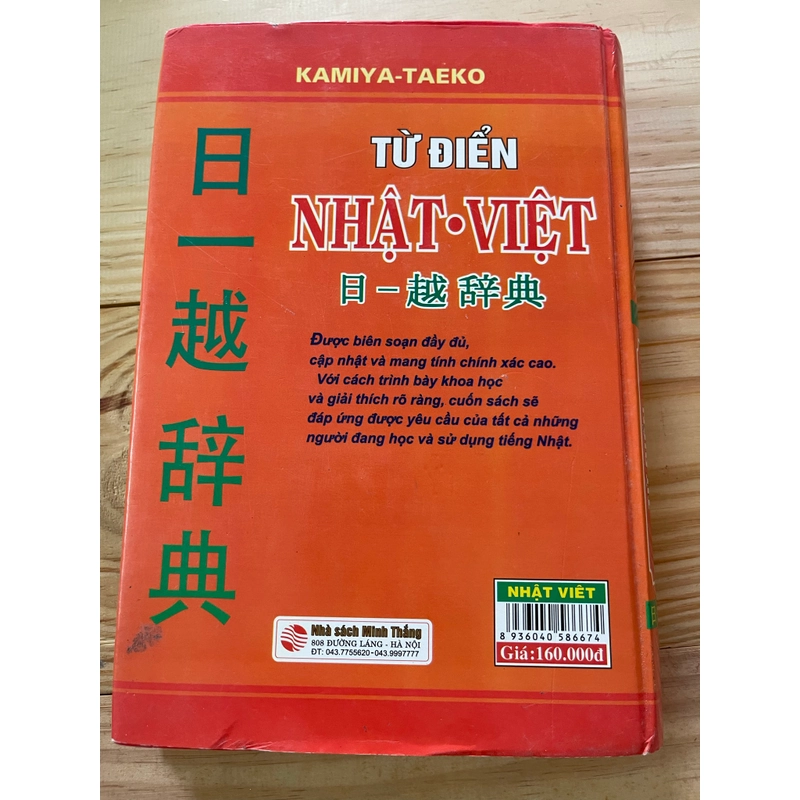 KAMIYA-TAEKO
日一越辞典
TỪ ĐIỂN
NHẬT•VIỆT
日－越辞典
Được biên soạn đầy đủ,
cập nhật và mang tính chính xác cao.
Với cách trình bày khoa học
và giải thích rõ ràng, cuốn sách sẽ
đáp ứng được yêu cầu của tất cả những
người đang học và sử dụng tiếng Nhật.
Nhà sách Minh Thắng
808 ĐƯỜNG LÁNG - HÀ NỘI
ĐT: 043.7755620-043.9997777
NHẬT VIÊT
8 936040 586674
Giá:160.000đ